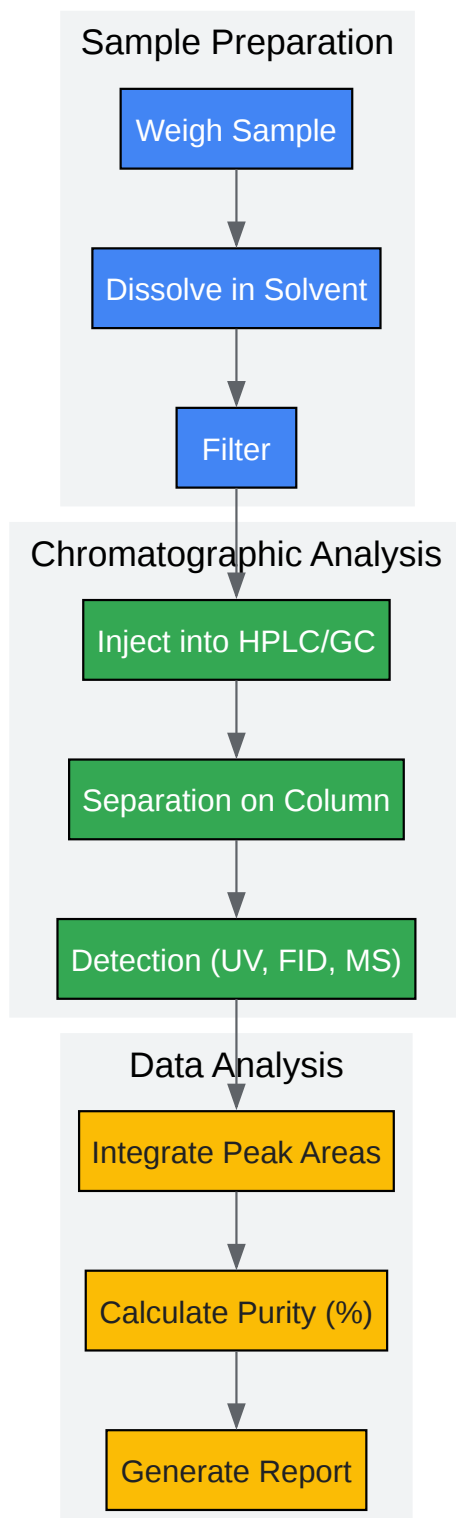 Sample Preparation
Weigh Sample
Dissolve in Solvent
Filter
Chromatographic Analysis
Inject into HPLC/GC
Separation on Column
Detection (UV, FID, MS)
Data Analysis
Integrate Peak Areas
Calculate Purity (%)
Generate Report